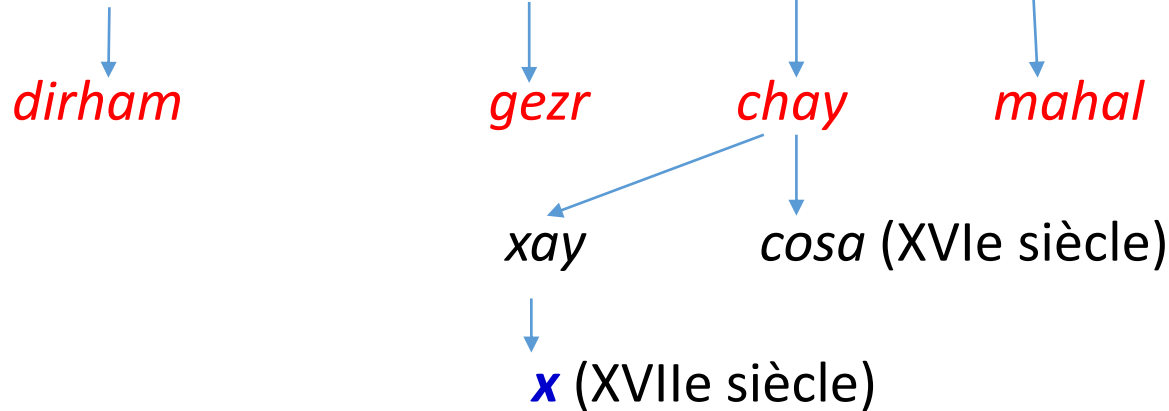 dirham gezr chay mahal
xay cosa (XVIe siècle)
x (XVIIe siècle)